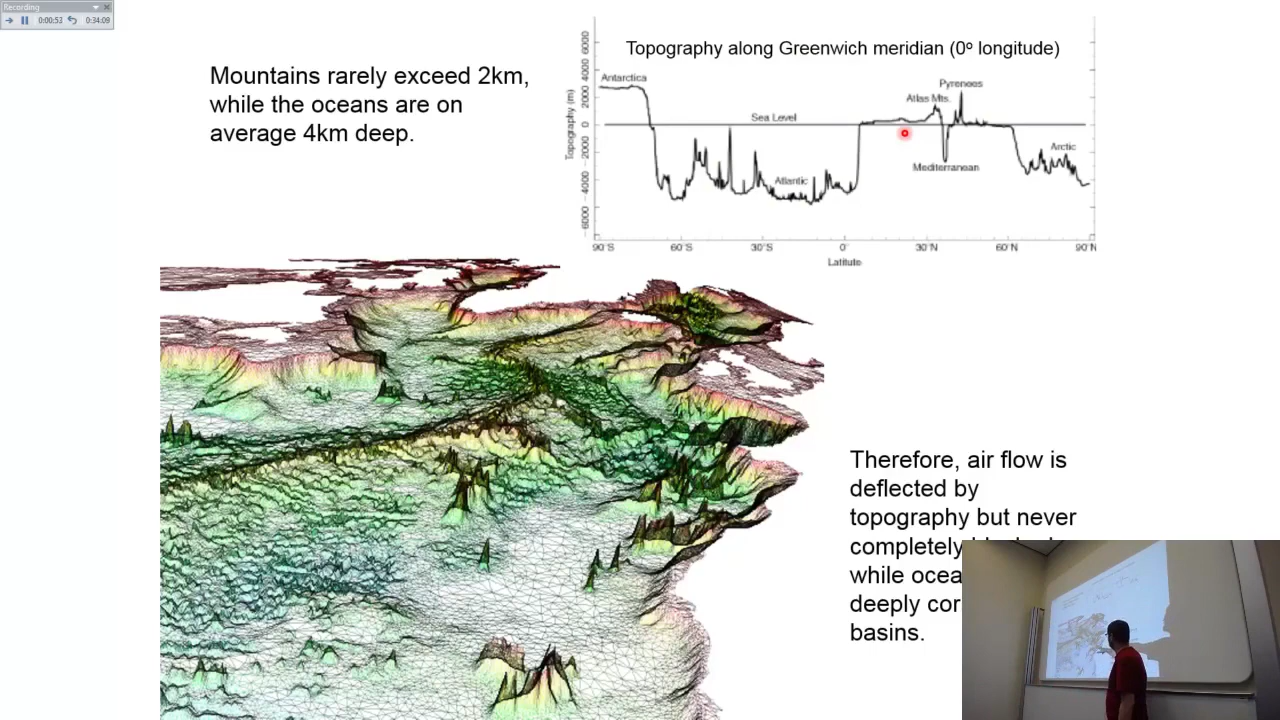 Recording
0:00:53
0:34:09
Mountains rarely exceed 2km,
while the oceans are on
average 4km deep.
Topography along Greenwich meridian (0º longitude)
Topography (m)
6000
4000
2000
0
-2000
-4000
-6000
Antarctica
Sea Level
Atlantic
Atlas Mts.
Pyrenees
Mediterranean
Arctic
90°S
60°S
30°S
0°
30°N
60°N
90°N
Latitute
Therefore, air flow is
deflected by
topography but never
completely
while
deeply
basins.